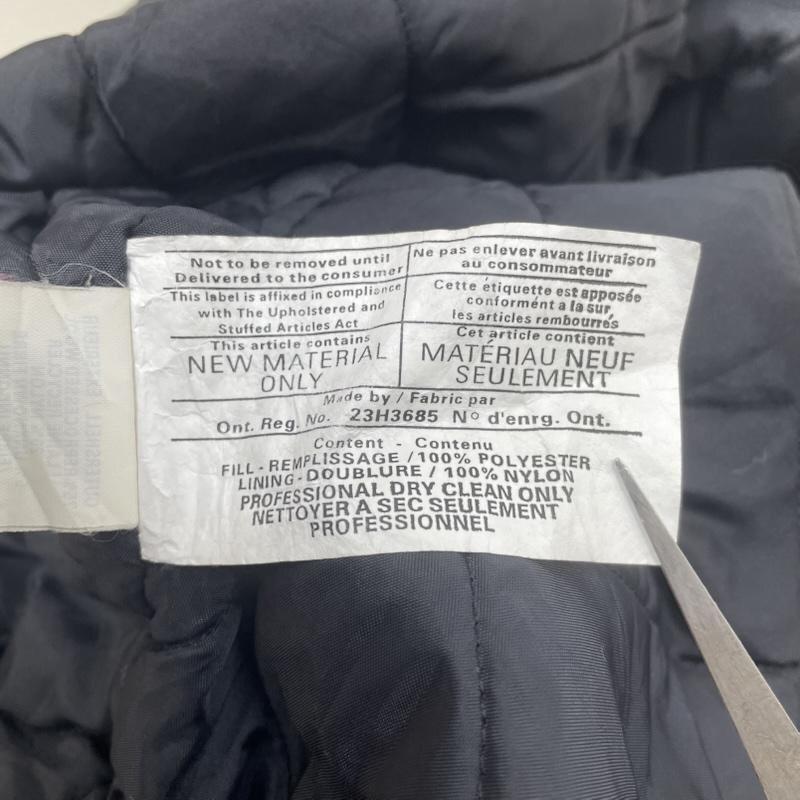 Not to be removed until
Delivered to the consumer
Ne pas enlever avant livraison
au consommateur
This label is affixed in compliance
with The Upholstered and
Stuffed Articles Act
Cette étiquette est apposée
conformént a la sur
les articles rembourrés
This article contains
NEW MATERIAL
ONLY
Cet article contient
MATÉRIAU NEUF
SEULEMENT
Made by / Fabric par
Ont. Reg. No. 23H3685 No d'enrg. Ont.
Content - Contenu
FILL - REMPLISSAGE / 100% POLYESTER
LINING - DOUBLURE / 100% NYLON
PROFESSIONAL DRY CLEAN ONLY
NETTOYER A SEC SEULEMENT
PROFESSIONNEL